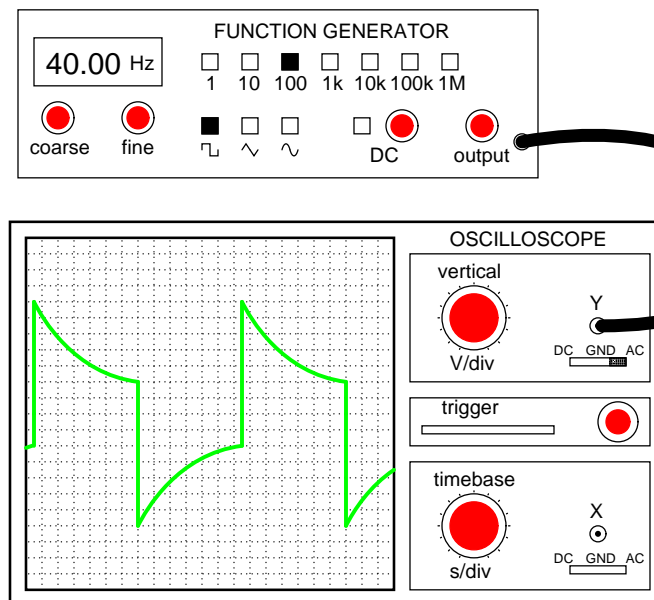 FUNCTION GENERATOR
40.00 Hz
1 10 100 1k 10k 100k 1M
coarse fine DC output
OSCILLOSCOPE
vertical
Y
DC GND AC
V/div
trigger
timebase
X
DC GND AC
s/div